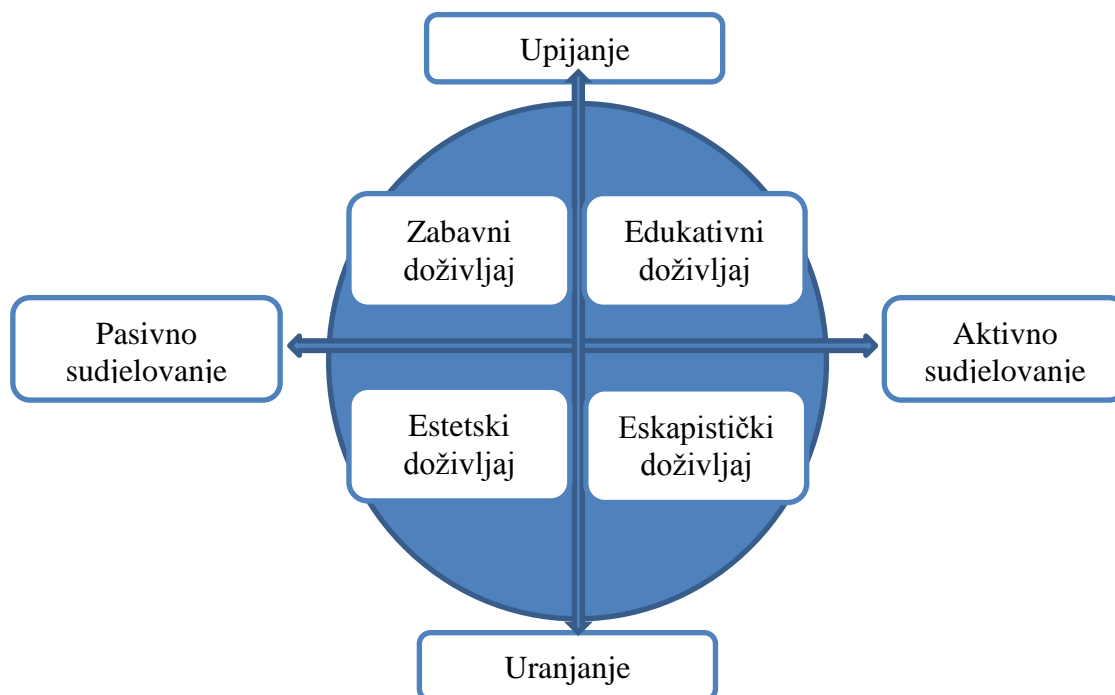 Upijanje
Zabavni
doživljaj
Edukativni
doživljaj
Pasivno
sudjelovanje
Aktivno
sudjelovanje
Estetski
doživljaj
Eskapistički
doživljaj
Uranjanje